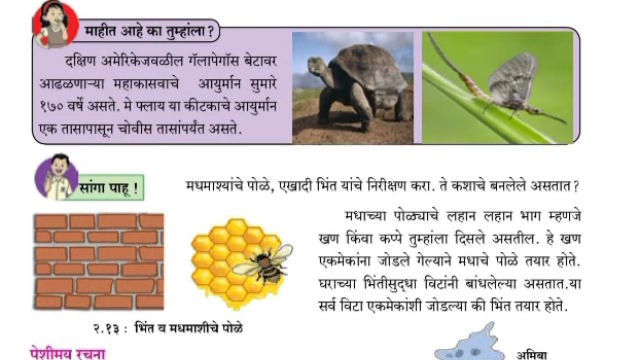 माहीत आहे का तुम्हांला ?
दक्षिण अमेरिकेजवळील गॅलापेगॉस बेटावर
आढळणाऱ्या महाकासवाचे आयुर्मान सुमारे
१७० वर्षे असते. मे फ्लाय या कीटकाचे आयुर्मान
एक तासापासून चोवीस तासांपर्यंत असते.
सांगा पाहू !
मधमाश्यांचे पोळे, एखादी भिंत यांचे निरीक्षण करा. ते कशाचे बनलेले असतात ?
मधाच्या पोळ्याचे लहान लहान भाग म्हणजे
खण किंवा कप्पे तुम्हांला दिसले असतील. हे खण
एकमेकांना जोडले गेल्याने मधाचे पोळे तयार होते.
घराच्या भिंतीसुद्धा विटांनी बांधलेल्या असतात.या
सर्व विटा एकमेकांशी जोडल्या की भिंत तयार होते.
२.१३ : भिंत व मधमाशीचे पोळे
पेशीमय रचना
अमिबा